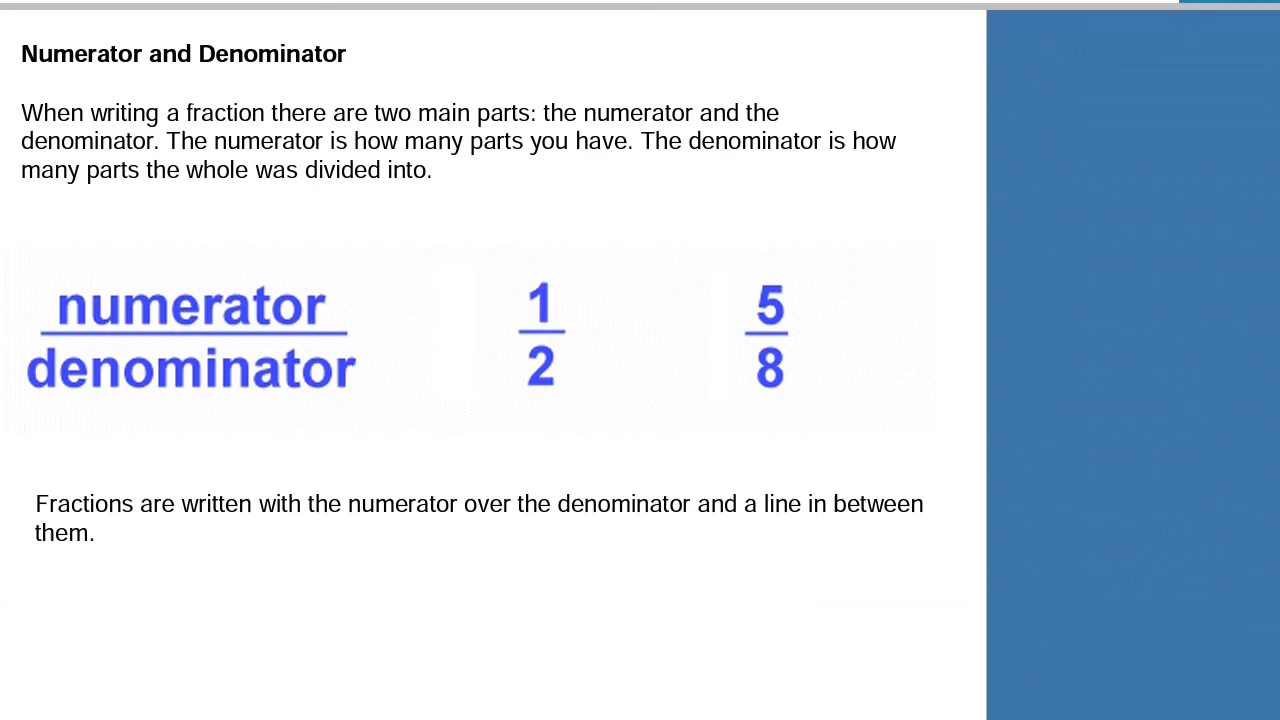 Numerator and Denominator
When writing a fraction there are two main parts: the numerator and the
denominator. The numerator is how many parts you have. The denominator is how
many parts the whole was divided into.
numerator
denominator
1
2
5
8
Fractions are written with the numerator over the denominator and a line in between
them.